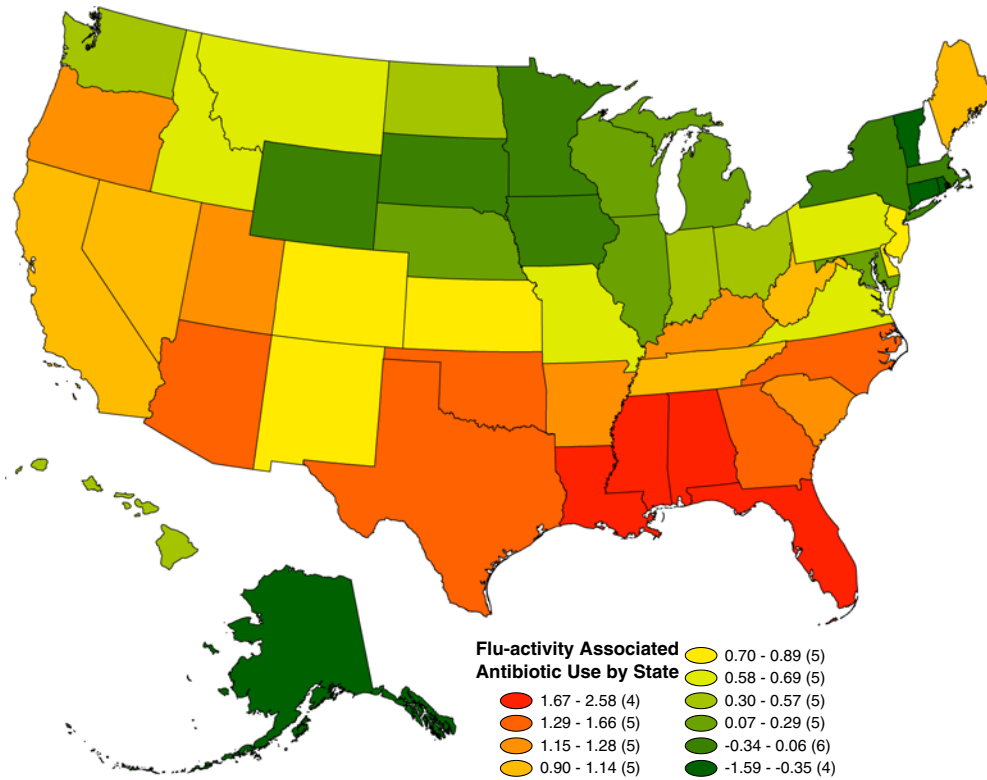 Flu-activity Associated
Antibiotic Use by State
1.67 - 2.58 (4)
1.29 - 1.66 (5)
1.15 - 1.28 (5)
0.90 - 1.14 (5)
0.70 - 0.89 (5)
0.58 - 0.69 (5)
0.30 - 0.57 (5)
0.07 - 0.29 (5)
-0.34 - 0.06 (6)
-1.59 - -0.35 (4)